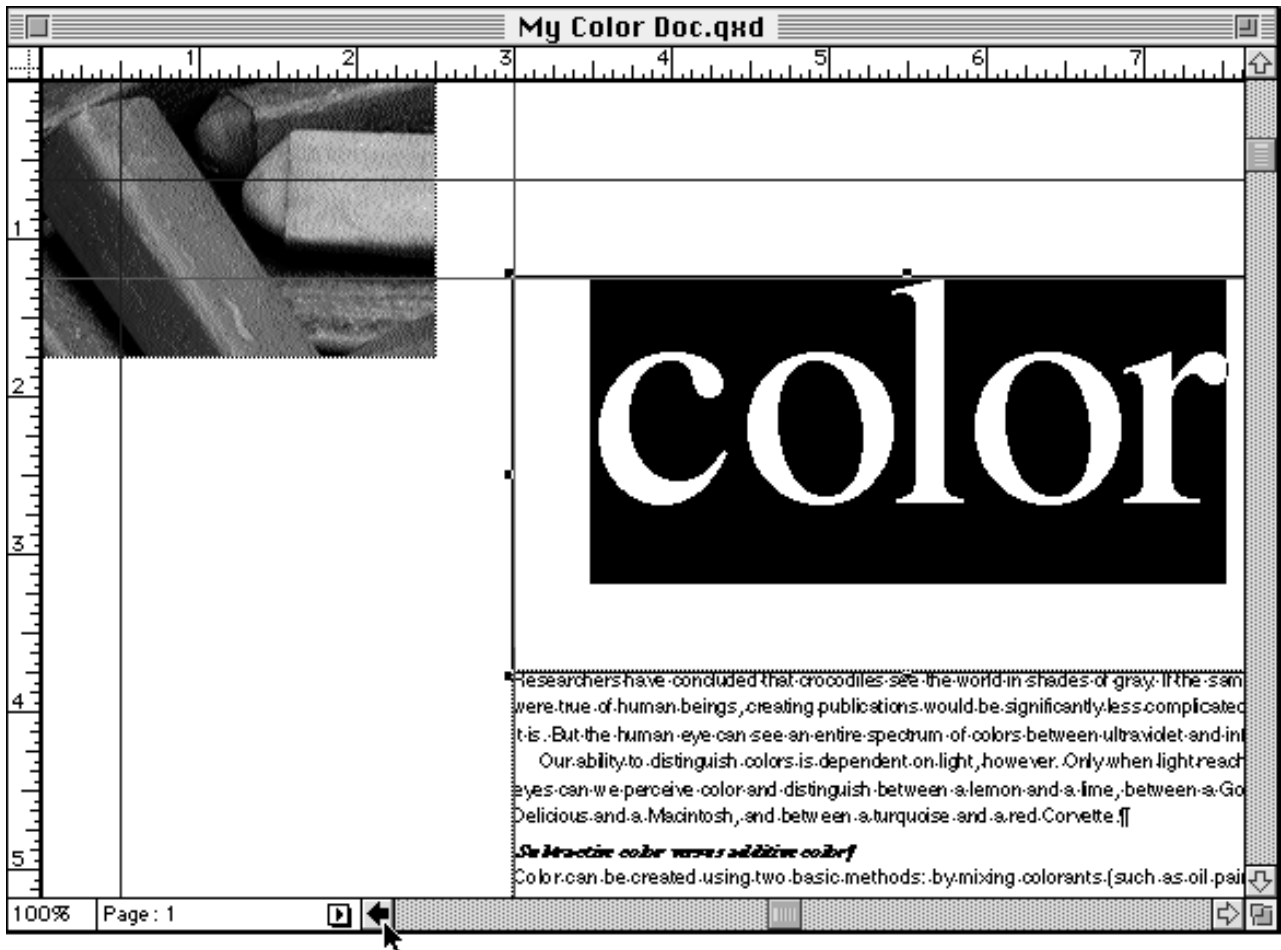 My Color Doc.qxd
1 2 3 4 5 6 7
1
2
3
4
5
color
Researchers have concluded that crocodiles see the world in shades of gray. If the sam
were true of human beings, creating publications would be significantly less complicated
t is. But the human eye can see an entire spectrum of colors between ultraviolet and inf
Our ability to distinguish colors is dependent on light, however. Only when light reach
eyes can we perceive color and distinguish between a lemon and a lime, between a Go
Delicious and a Macintosh, and between a turquoise and a red Corvette.¶
Subtractive color versus additive color¶
Color can be created using two basic methods: by mixing colorants (such as oil pai
100% Page: 1